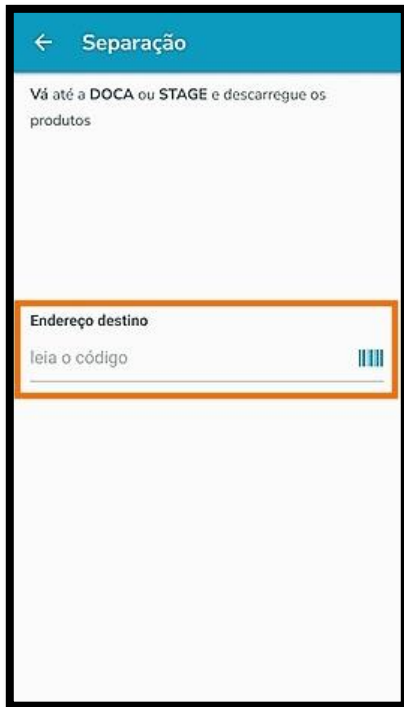 Separação
Vá até a DOCA ou STAGE e descarregue os
produtos
Endereço destino
leia o código